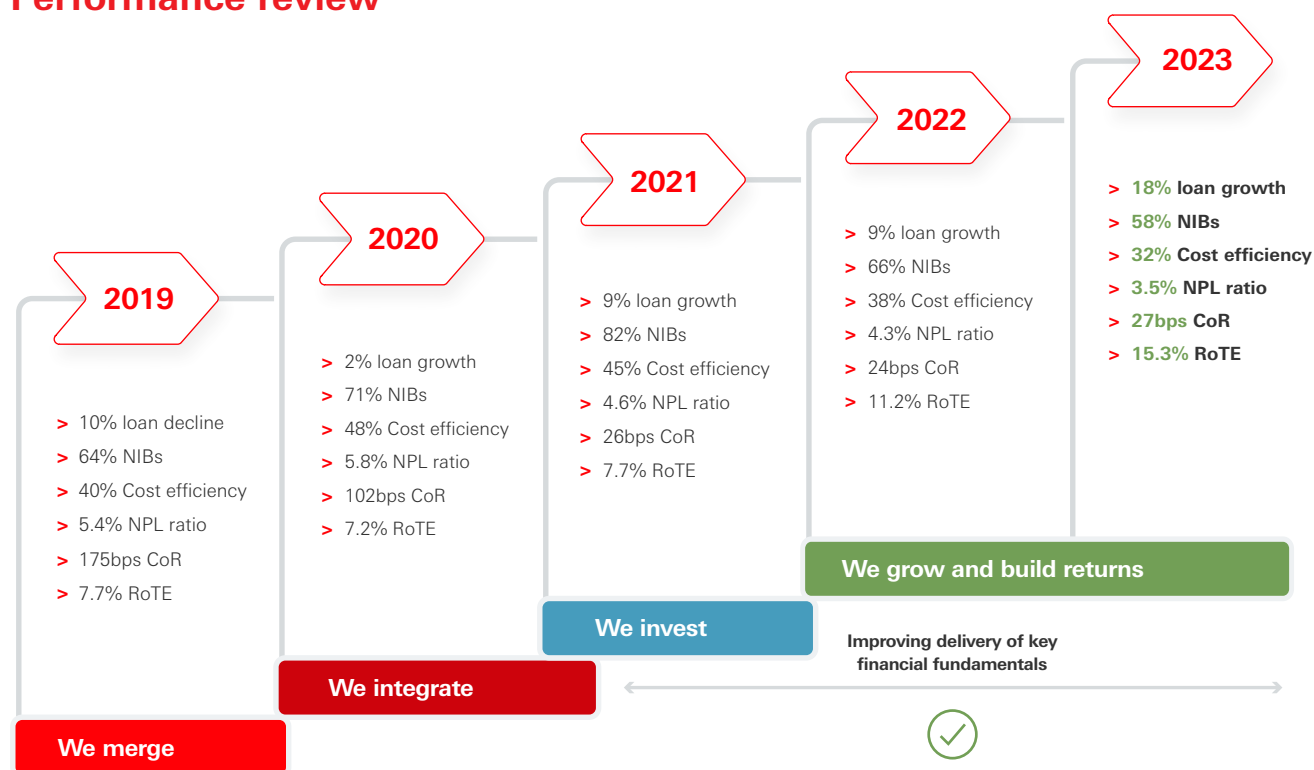 Performance review
2019
> 10% loan decline
> 64% NIBs
> 40% Cost efficiency
> 5.4% NPL ratio
> 175bps CoR
> 7.7% RoTE
We merge
2020
> 2% loan growth
> 71% NIBs
> 48% Cost efficiency
> 5.8% NPL ratio
> 102bps CoR
> 7.2% RoTE
We integrate
2021
> 9% loan growth
> 82% NIBs
> 45% Cost efficiency
> 4.6% NPL ratio
> 26bps CoR
> 7.7% RoTE
We invest
2022
> 9% loan growth
> 66% NIBs
> 38% Cost efficiency
> 4.3% NPL ratio
> 24bps CoR
> 11.2% RoTE
2023
> 18% loan growth
> 58% NIBs
> 32% Cost efficiency
> 3.5% NPL ratio
> 27bps CoR
> 15.3% RoTE
We grow and build returns
Improving delivery of key
financial fundamentals